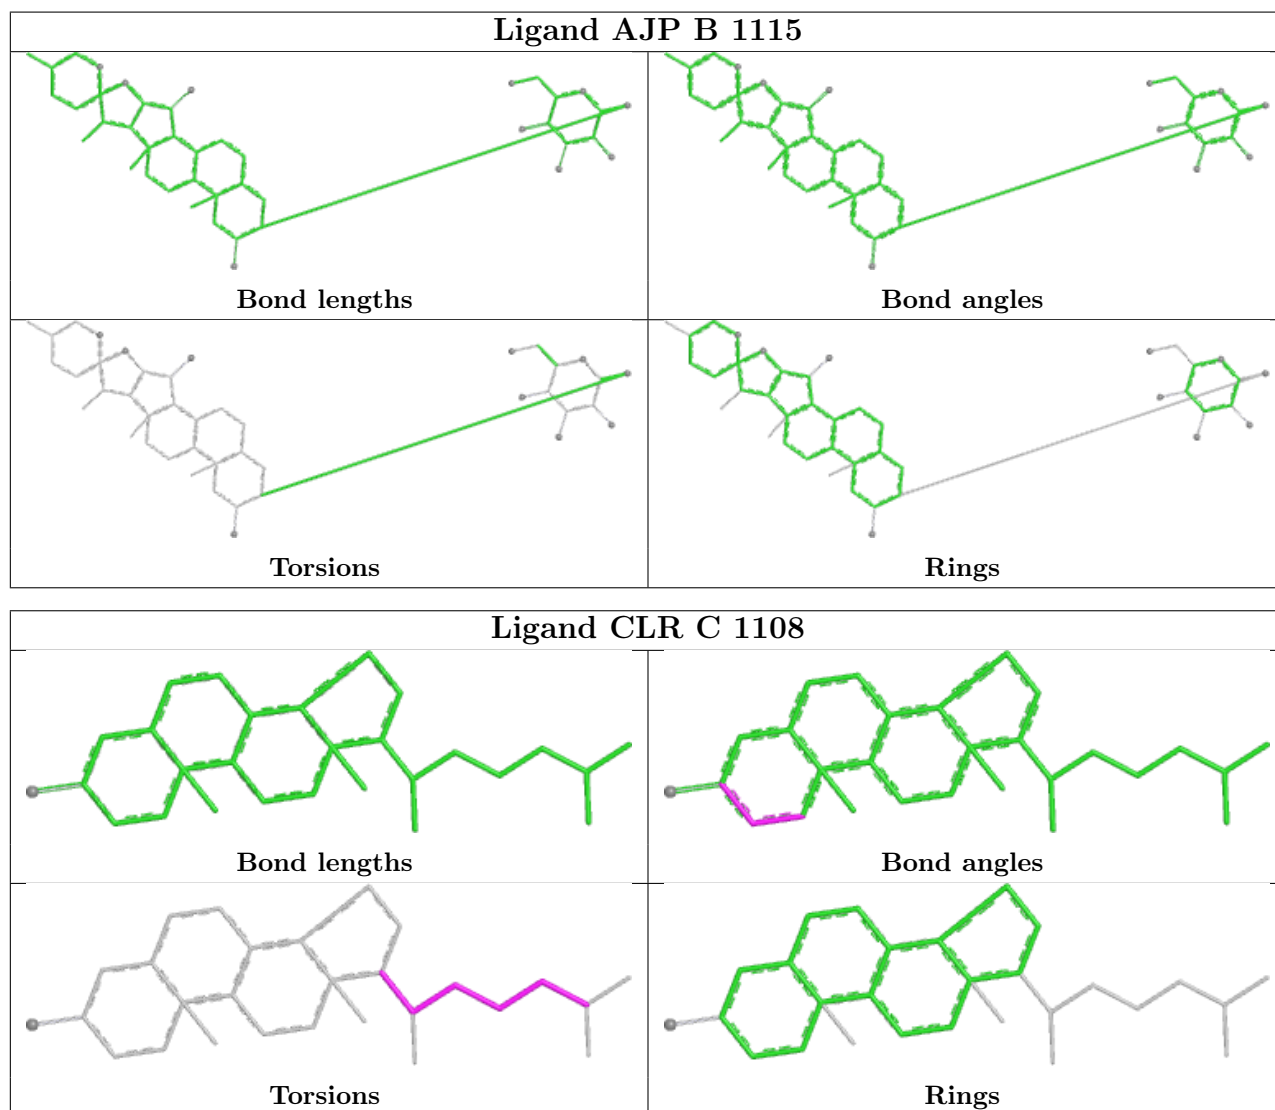 Ligand AJP B 1115
Bond lengths
Bond angles
Torsions
Rings
Ligand CLR C 1108
Bond lengths
Bond angles
Torsions
Rings